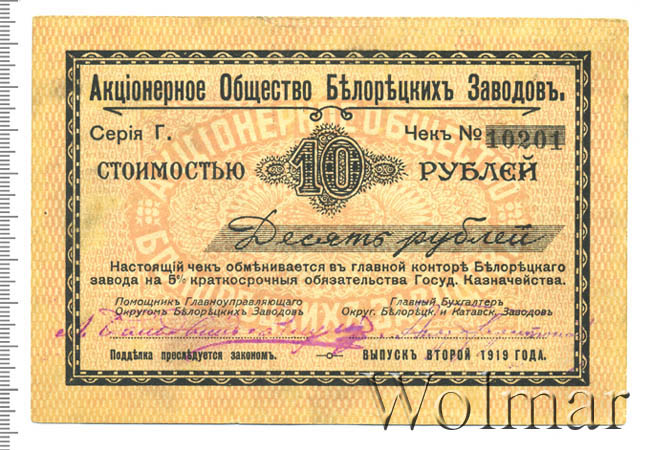 Акціонерное Общество Бѣлорѣцкихъ Заводовъ.
Серія Г. Чекъ № 10201
СТОИМОСТЬЮ 10 РУБЛЕЙ
Десять рублей
Настоящій чекъ обмѣнивается въ главной конторѣ Бѣлорѣцкаго
завода на 5% краткосрочныя обязательства Госуд. Казначейства.
Помощникъ Главноуправляющаго Главный Бухгалтеръ
Округомъ Бѣлорѣцкихъ Заводовъ Округ. Бѣлорѣцк. и Катавск. Заводовъ.
Поддѣлка преслѣдуется закономъ. ВЫПУСКЪ ВТОРОЙ 1919 ГОДА.
Wolmar